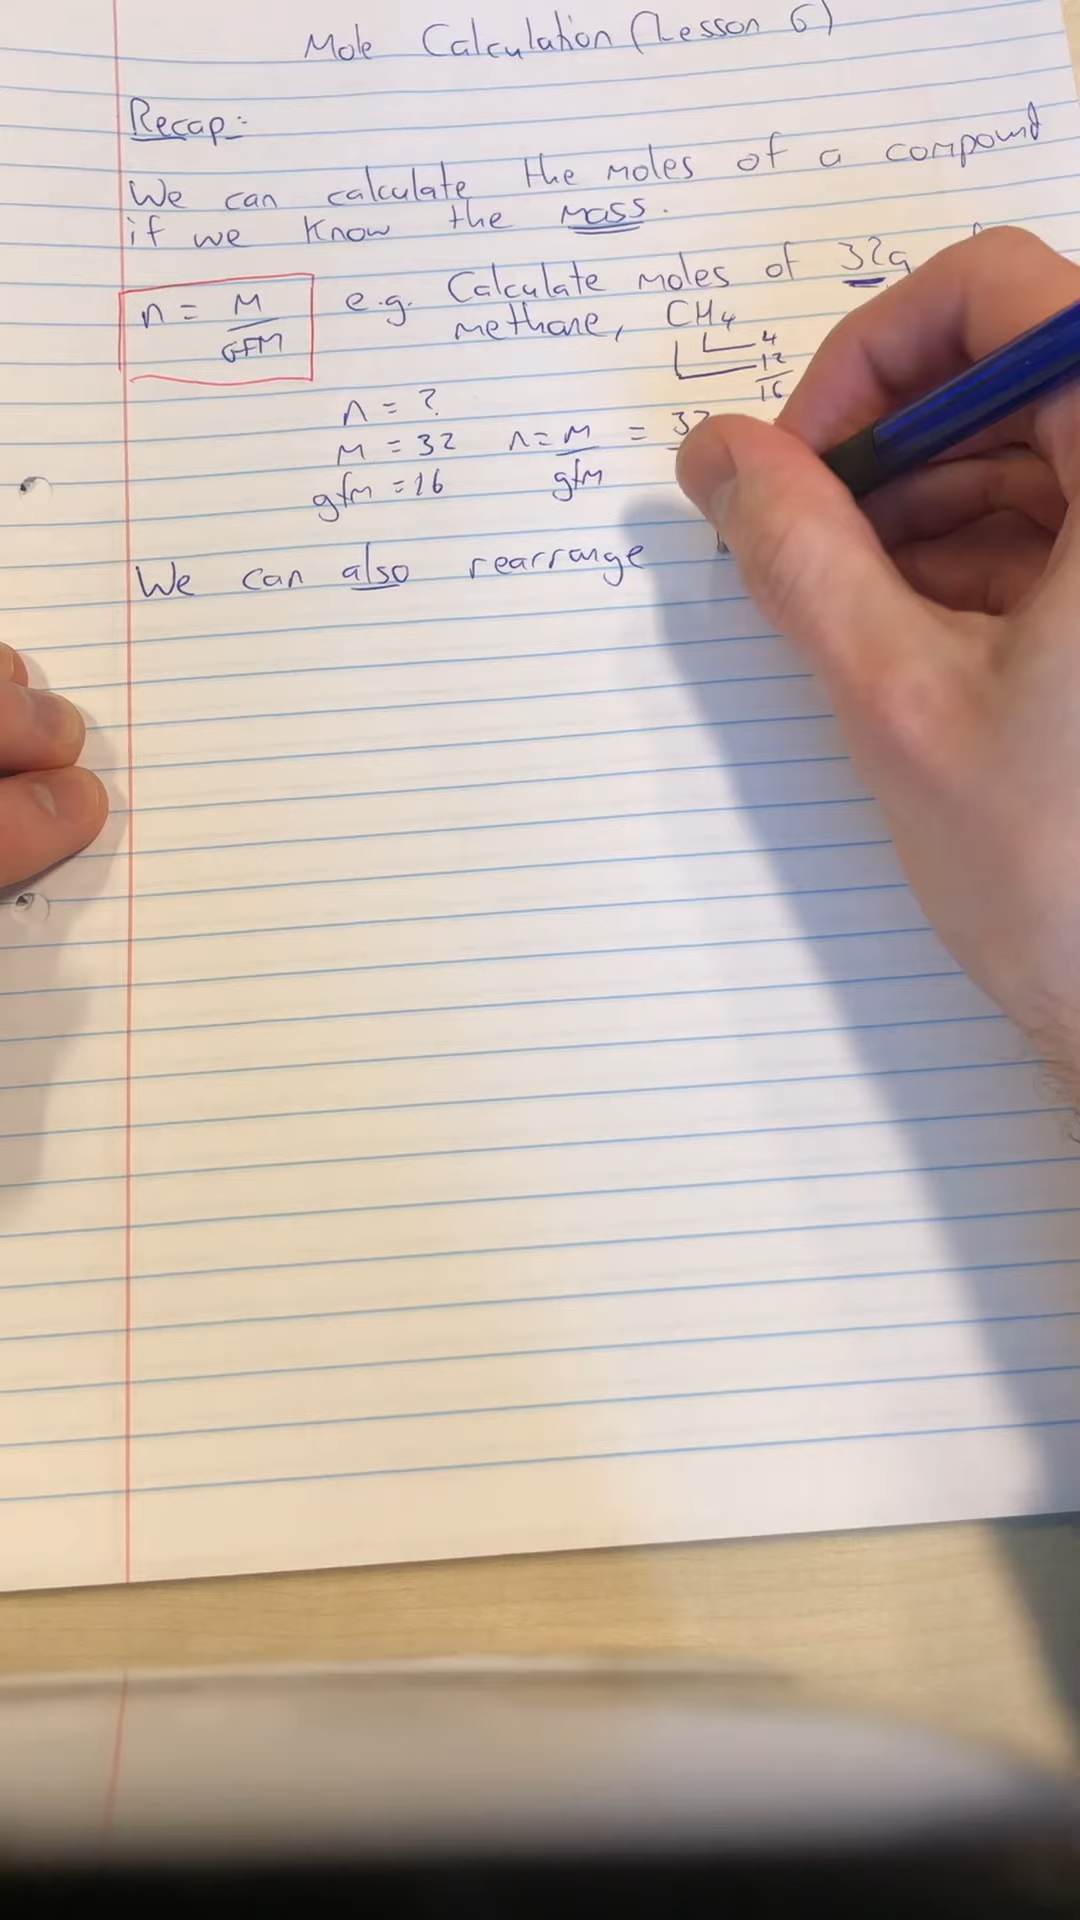 Mole Calculation (Lesson 6)
Recap:
We can calculate the moles of a compound
if we know the mass.
n = M
GFM
e.g. Calculate moles of 32g
methane, CH4
4
12
16
n = ?
M = 32
gfm = 16
n = M = 32
gfm
We can also rearrange